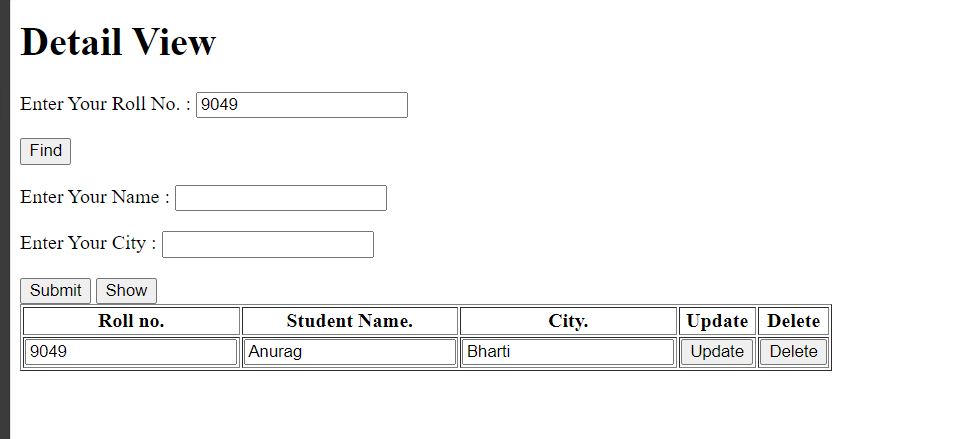 Detail View
Enter Your Roll No. : 9049
Find
Enter Your Name :
Enter Your City :
Submit Show
Roll no. Student Name. City. Update Delete
9049 Anurag Bharti Update Delete